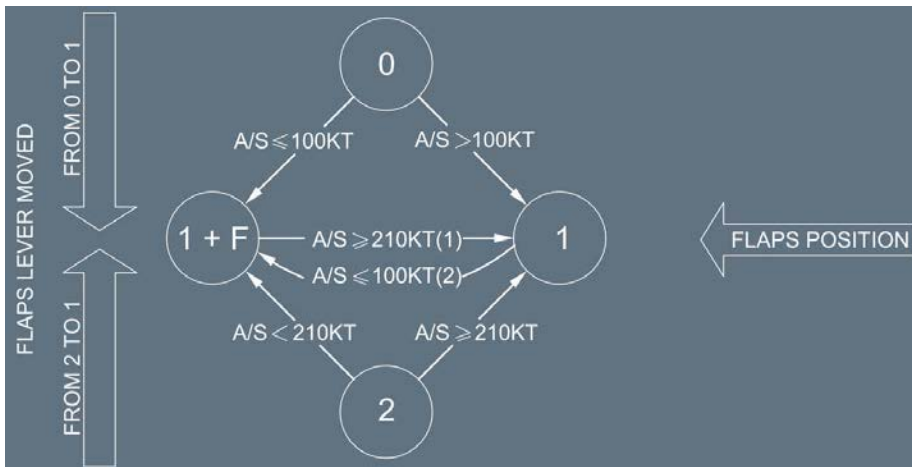 FLAPS LEVER MOVED
FROM 0 TO 1
FROM 2 TO 1
0
A/S ≤ 100KT
A/S > 100KT
1 + F
A/S ≥ 210KT(1)
A/S ≤ 100KT(2)
1
FLAPS POSITION
A/S < 210KT
A/S ≥ 210KT
2